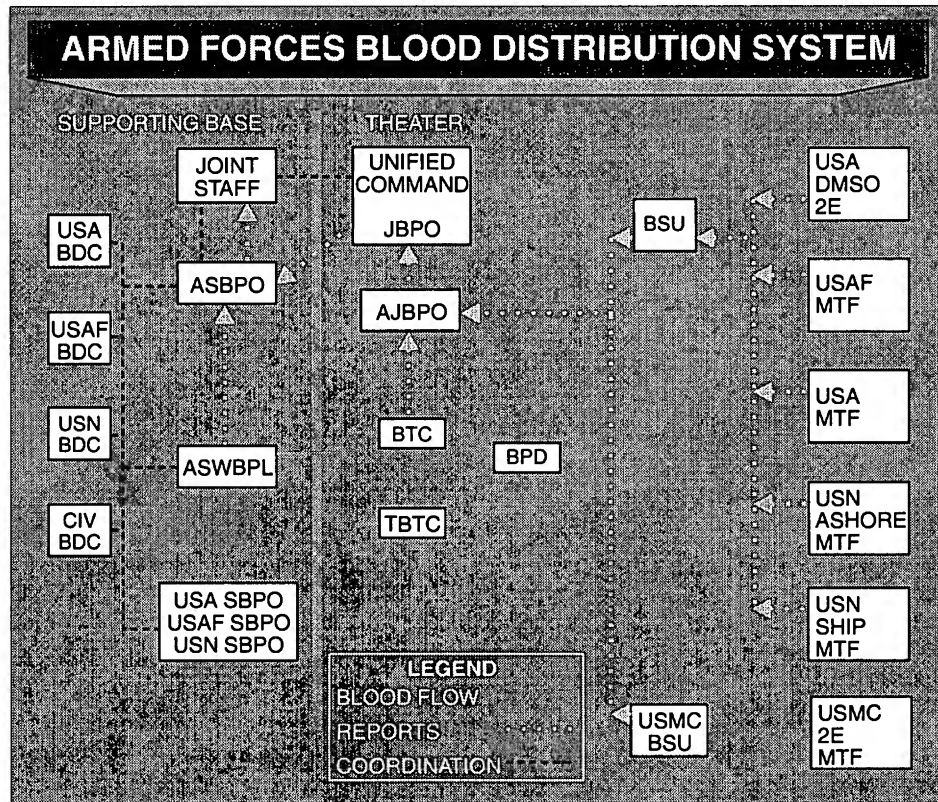 ARMED FORCES BLOOD DISTRIBUTION SYSTEM
SUPPORTING BASE
THEATER
JOINT
STAFF
UNIFIED
COMMAND
JBPO
USA
DMSO
2E
BSU
USA
BDC
ASBPO
AJBPO
USAF
MTF
USAF
BDC
USA
MTF
USN
BDC
ASWBPL
BTC
BPD
USN
ASHORE
MTF
CIV
BDC
TBTC
USA SBPO
USAF SBPO
USN SBPO
USN
SHIP
MTF
LEGEND
BLOOD FLOW
REPORTS
COORDINATION
USMC
BSU
USMC
2E
MTF